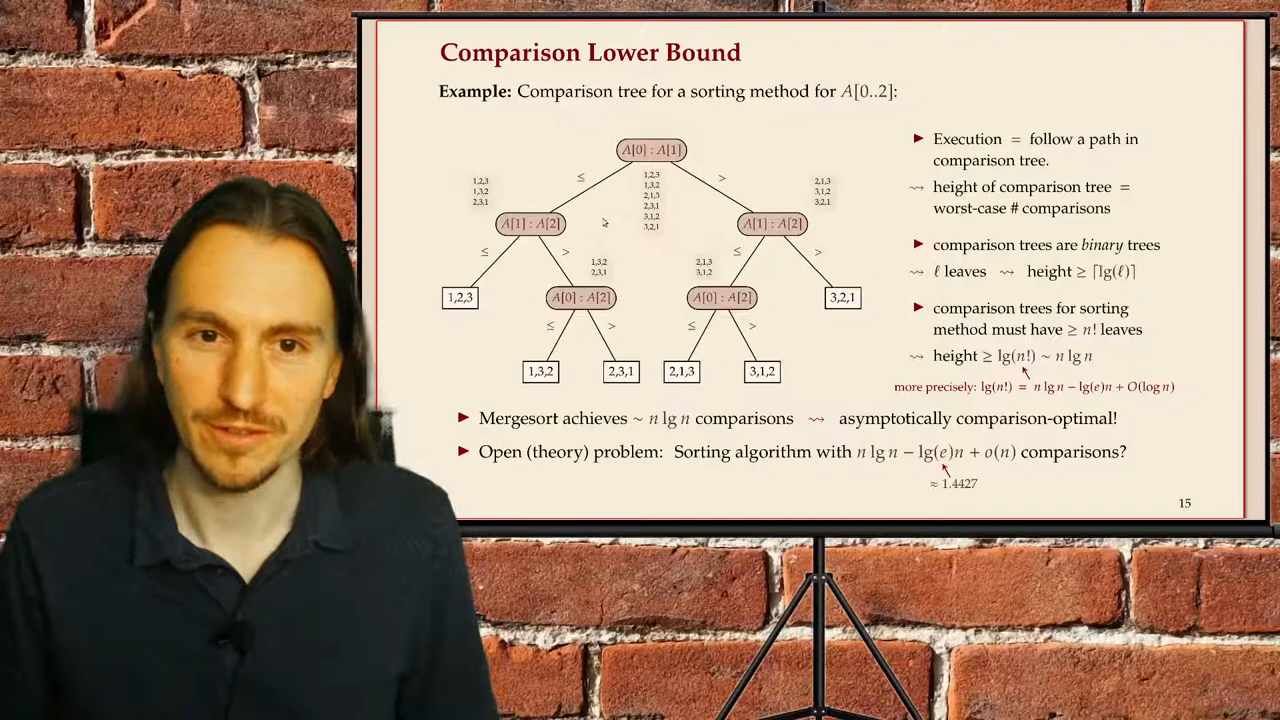 Comparison Lower Bound
Example: Comparison tree for a sorting method for A[0..2]:
A[0] : A[1]
≤
>
1,2,3
1,3,2
2,3,1
1,2,3
1,3,2
2,1,3
2,3,1
3,1,2
3,2,1
2,1,3
3,1,2
3,2,1
A[1] : A[2]
A[1] : A[2]
≤
>
≤
>
1,3,2
2,3,1
2,1,3
3,1,2
1,2,3
A[0] : A[2]
A[0] : A[2]
3,2,1
≤
>
≤
>
1,3,2
2,3,1
2,1,3
3,1,2
▶ Execution = follow a path in
comparison tree.
⇝ height of comparison tree =
worst-case # comparisons
▶ comparison trees are binary trees
⇝ ℓ leaves ⇝ height ≥ ⌈lg(ℓ)⌉
▶ comparison trees for sorting
method must have ≥ n! leaves
⇝ height ≥ lg(n!) ~ n lg n
more precisely: lg(n!) = n lg n − lg(e)n + O(log n)
▶ Mergesort achieves ~ n lg n comparisons ⇝ asymptotically comparison-optimal!
▶ Open (theory) problem: Sorting algorithm with n lg n − lg(e)n + o(n) comparisons?
≈ 1.4427
15